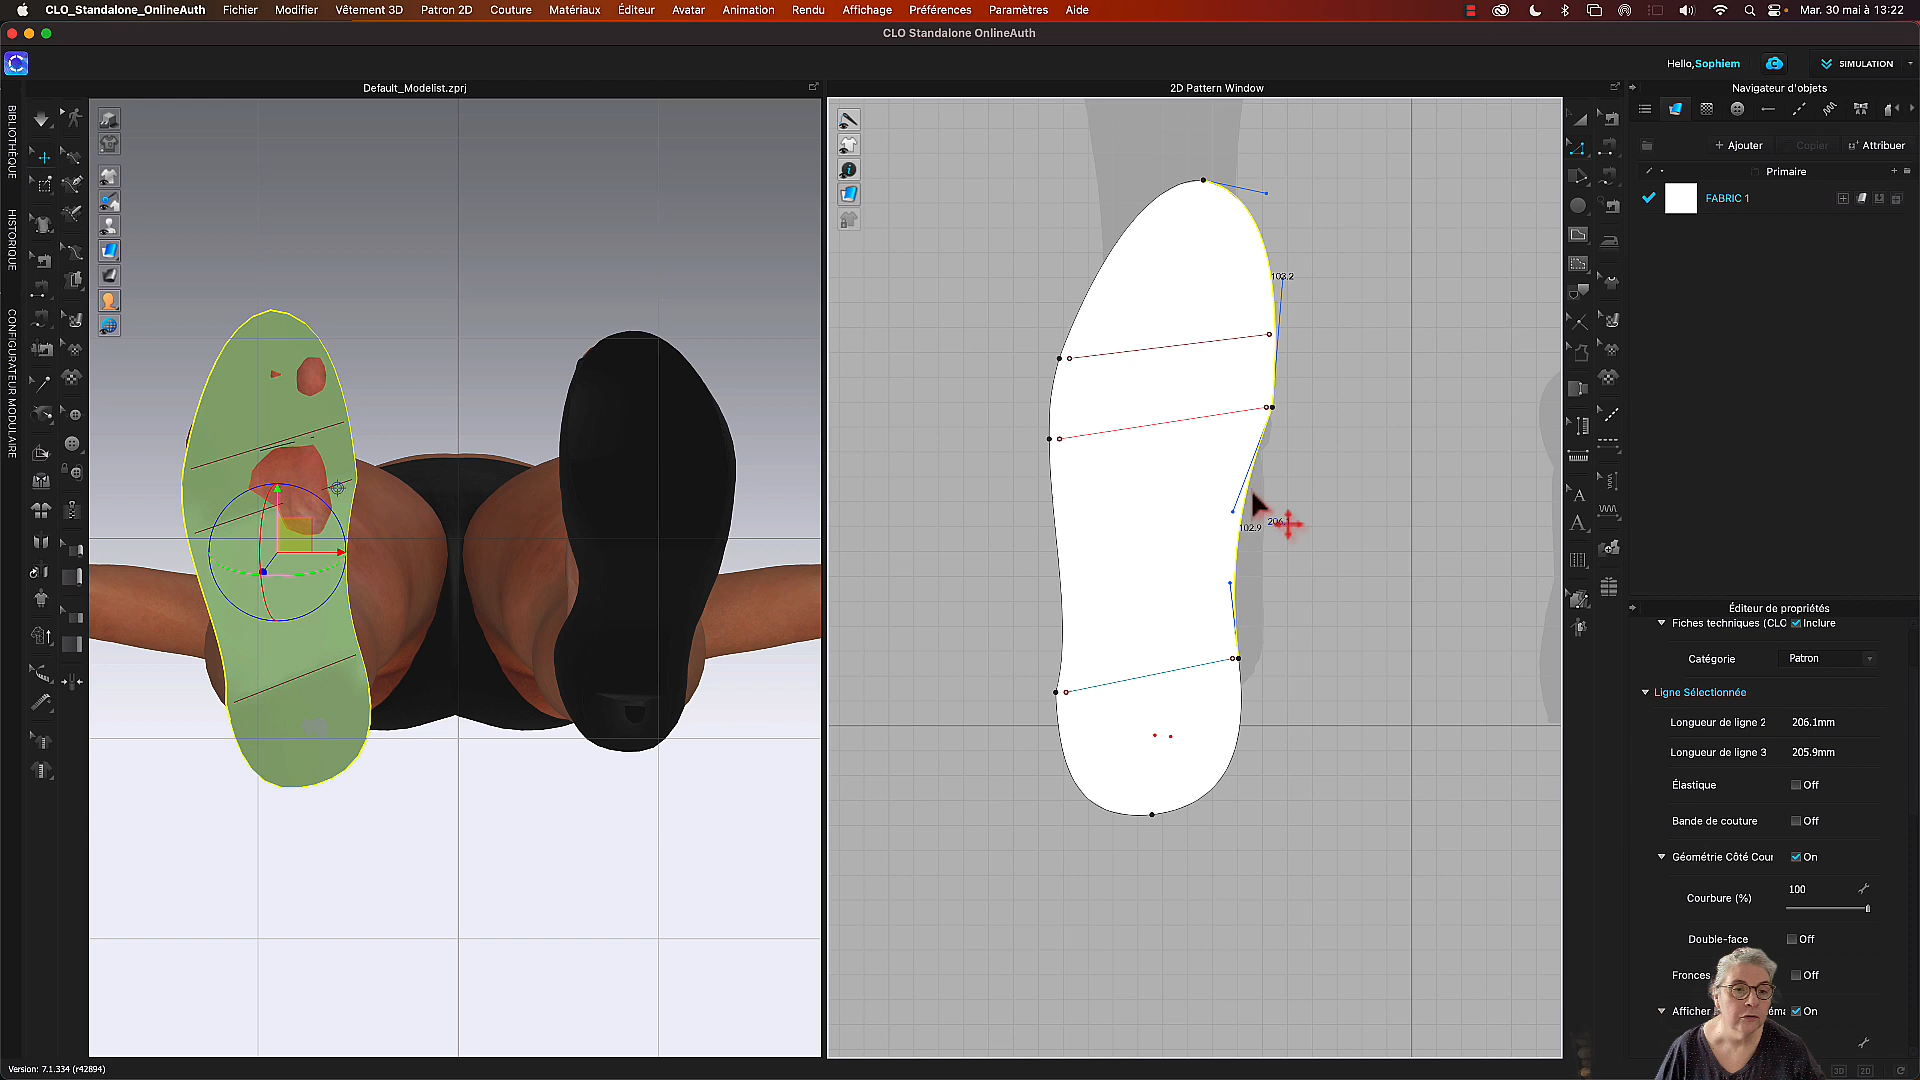 CLO_Standalone_OnlineAuth Fichier Modifier Vêtement 3D Patron 2D Couture Matériaux Éditeur Avatar Animation Rendu Affichage Préférences Paramètres Aide Mar. 30 mai à 13:22
CLO Standalone OnlineAuth
Hello,Sophiem
SIMULATION
Default_Modelist.zprj
2D Pattern Window
Navigateur d'objets
BIBLIOTHÈQUE
HISTORIQUE
CONFIGURATEUR MODULAIRE
+ Ajouter
Copier
Attribuer
Primaire
FABRIC 1
103.2
102.9
Éditeur de propriétés
Fiches techniques (CLO Inclure
Catégorie Patron
Ligne Sélectionnée
Longueur de ligne 2 206.1mm
Longueur de ligne 3 205.9mm
Élastique Off
Bande de couture Off
Géométrie Côté Cour On
Courbure (%) 100
Double-face Off
Fronces Off
Afficher On
Version: 7.1.334 (r42894)
3D 2D